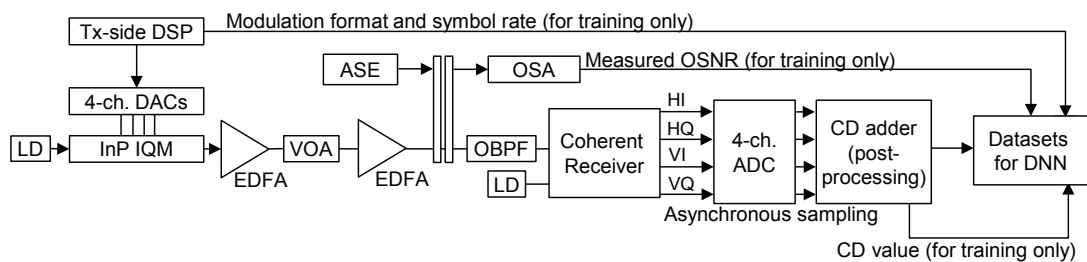 Tx-side DSP
Modulation format and symbol rate (for training only)
ASE
OSA
Measured OSNR (for training only)
4-ch. DACs
LD
InP IQM
EDFA
VOA
EDFA
OBPF
LD
Coherent
Receiver
HI
HQ
VI
VQ
4-ch.
ADC
Asynchronous sampling
CD adder
(post-
processing)
Datasets
for DNN
CD value (for training only)